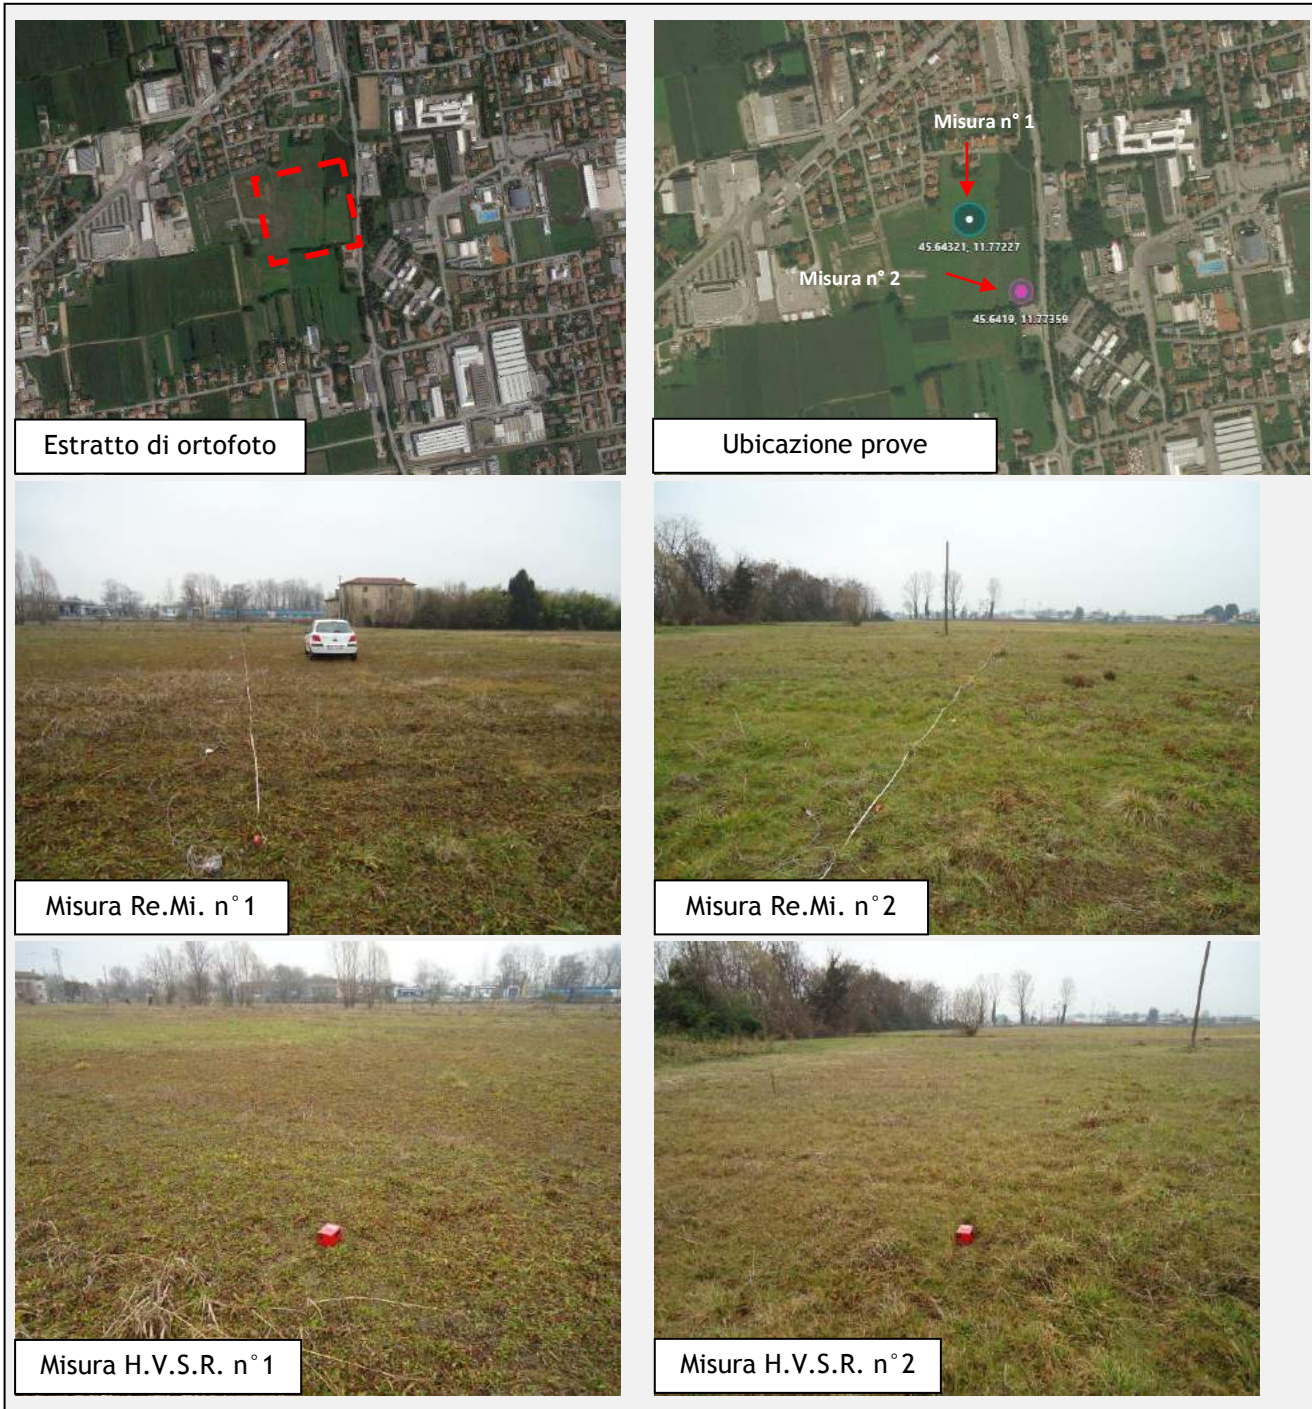 Misura n° 1
45.64321, 11.77227
Misura n° 2
45.6419, 11.77359
Estratto di ortofoto
Ubicazione prove
Misura Re.Mi. n°1
Misura Re.Mi. n°2
Misura H.V.S.R. n°1
Misura H.V.S.R. n°2